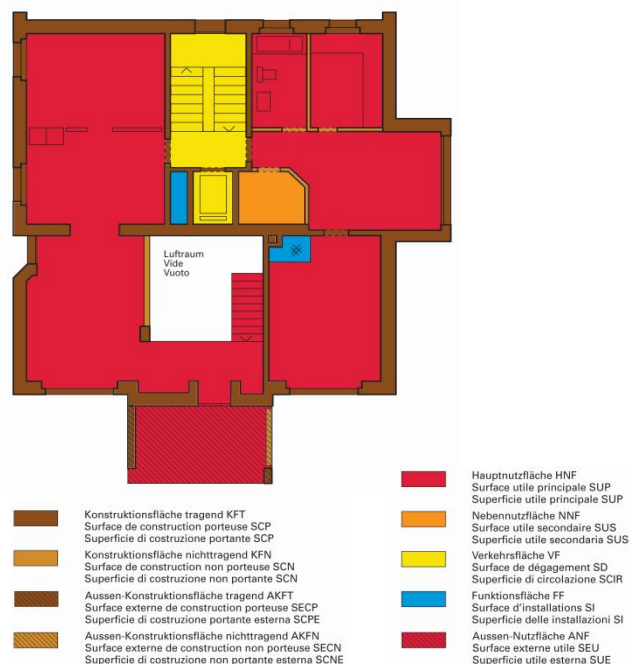 Luftraum
Vide
Vuoto
Konstruktionsfläche tragend KFT
Surface de construction porteuse SCP
Superficie di costruzione portante SCP
Konstruktionsfläche nichttragend KFN
Surface de construction non porteuse SCN
Superficie di costruzione non portante SCN
Aussen-Konstruktionsfläche tragend AKFT
Surface externe de construction porteuse SECP
Superficie di costruzione portante esterna SCPE
Aussen-Konstruktionsfläche nichttragend AKFN
Surface externe de construction non porteuse SECN
Superficie di costruzione non portante esterna SCNE
Hauptnutzfläche HNF
Surface utile principale SUP
Superficie utile principale SUP
Nebennutzfläche NNF
Surface utile secondaire SUS
Superficie utile secondaria SUS
Verkehrsfläche VF
Surface de dégagement SD
Superficie di circolazione SCIR
Funktionsfläche FF
Surface d'installations SI
Superficie delle installazioni SI
Aussen-Nutzfläche ANF
Surface externe utile SEU
Superficie utile esterna SUE